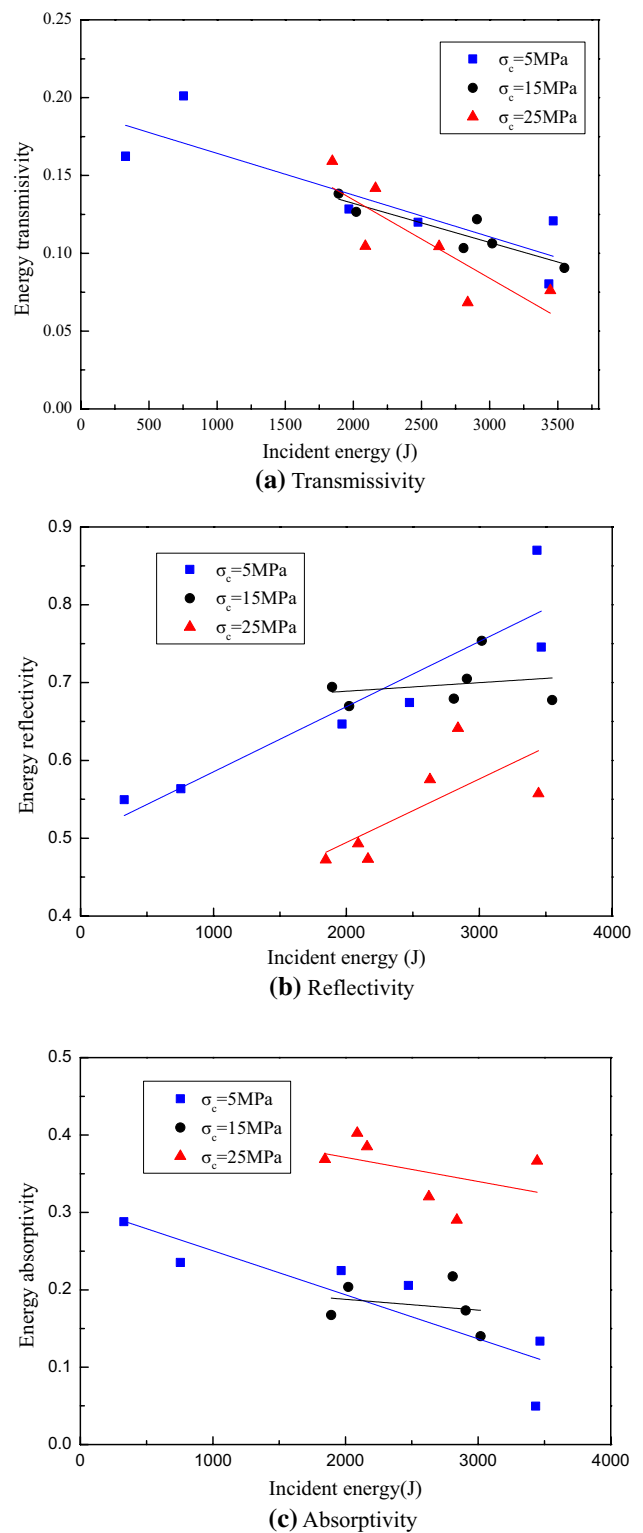 0.25
0.20
0.15
0.10
0.05
0.00
Energy transmisivity
σc=5MPa
σc=15MPa
σc=25MPa
0 500 1000 1500 2000 2500 3000 3500
Incident energy (J)
(a) Transmissivity
0.9
0.8
0.7
0.6
0.5
0.4
Energy reflectivity
σc=5MPa
σc=15MPa
σc=25MPa
0 1000 2000 3000 4000
Incident energy (J)
(b) Reflectivity
0.5
0.4
0.3
0.2
0.1
0.0
Energy absorptivity
σc=5MPa
σc=15MPa
σc=25MPa
0 1000 2000 3000 4000
Incident energy(J)
(c) Absorptivity